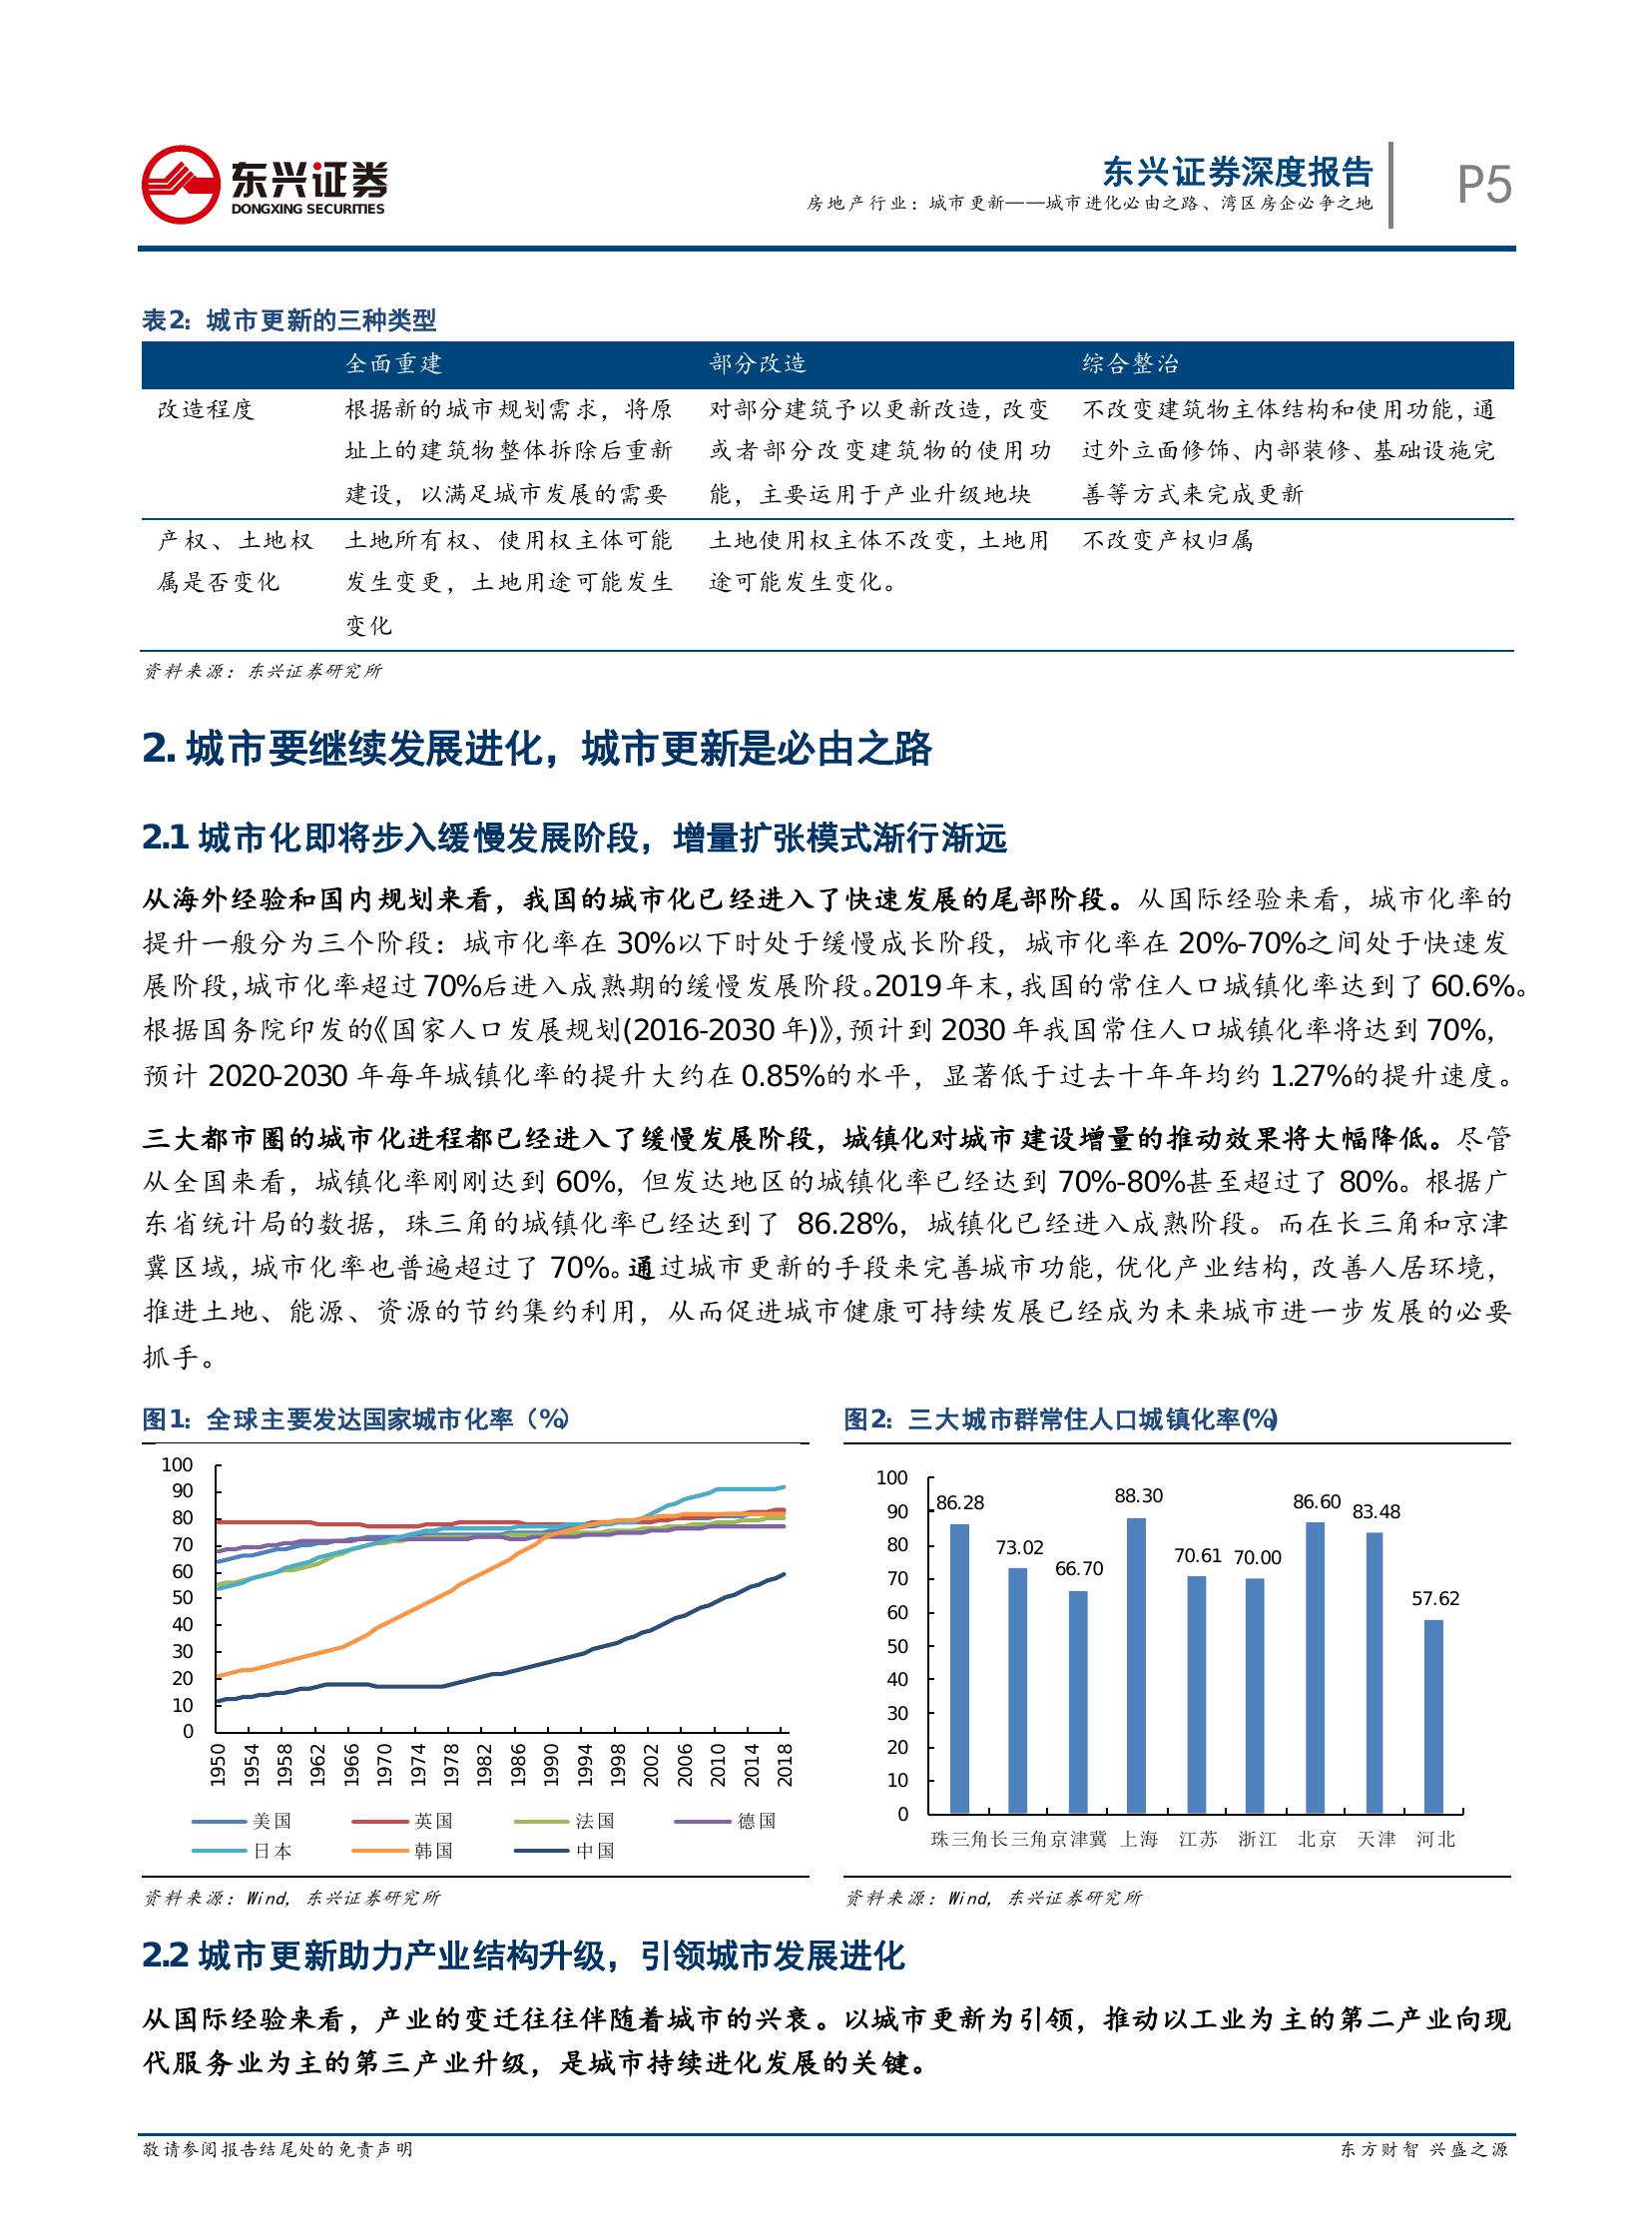 东兴证券
DONGXING SECURITIES
东兴证券深度报告
房地产行业：城市更新——城市进化必由之路、湾区房企必争之地
P5
表2：城市更新的三种类型
全面重建 部分改造 综合整治
改造程度 根据新的城市规划需求，将原 对部分建筑予以更新改造，改变 不改变建筑物主体结构和使用功能，通
址上的建筑物整体拆除后重新 或者部分改变建筑物的使用功 过外立面修饰、内部装修、基础设施完
建设，以满足城市发展的需要 能，主要运用于产业升级地块 善等方式来完成更新
产权、土地权 土地所有权、使用权主体可能 土地使用权主体不改变，土地用 不改变产权归属
属是否变化 发生变更，土地用途可能发生 途可能发生变化。
变化
资料来源：东兴证券研究所
2. 城市要继续发展进化，城市更新是必由之路
2.1 城市化即将步入缓慢发展阶段，增量扩张模式渐行渐远
从海外经验和国内规划来看，我国的城市化已经进入了快速发展的尾部阶段。从国际经验来看，城市化率的
提升一般分为三个阶段：城市化率在 30%以下时处于缓慢成长阶段，城市化率在 20%-70%之间处于快速发
展阶段，城市化率超过 70%后进入成熟期的缓慢发展阶段。2019 年末，我国的常住人口城镇化率达到了 60.6%。
根据国务院印发的《国家人口发展规划(2016-2030 年)》，预计到 2030 年我国常住人口城镇化率将达到 70%，
预计 2020-2030 年每年城镇化率的提升大约在 0.85%的水平，显著低于过去十年年均约 1.27%的提升速度。
三大都市圈的城市化进程都已经进入了缓慢发展阶段，城镇化对城市建设增量的推动效果将大幅降低。尽管
从全国来看，城镇化率刚刚达到 60%，但发达地区的城镇化率已经达到 70%-80%甚至超过了 80%。根据广
东省统计局的数据，珠三角的城镇化率已经达到了 86.28%，城镇化已经进入成熟阶段。而在长三角和京津
冀区域，城市化率也普遍超过了 70%。通过城市更新的手段来完善城市功能，优化产业结构，改善人居环境，
推进土地、能源、资源的节约集约利用，从而促进城市健康可持续发展已经成为未来城市进一步发展的必要
抓手。
图1：全球主要发达国家城市化率（%）
100
90
80
70
60
50
40
30
20
10
0
1950 1954 1958 1962 1966 1970 1974 1978 1982 1986 1990 1994 1998 2002 2006 2010 2014 2018
美国 英国 法国 德国
日本 韩国 中国
资料来源：Wind，东兴证券研究所
图2：三大城市群常住人口城镇化率(%)
100
90
80
70
60
50
40
30
20
10
0
86.28 73.02 66.70 88.30 70.61 70.00 86.60 83.48 57.62
珠三角 长三角 京津冀 上海 江苏 浙江 北京 天津 河北
资料来源：Wind，东兴证券研究所
2.2 城市更新助力产业结构升级，引领城市发展进化
从国际经验来看，产业的变迁往往伴随着城市的兴衰。以城市更新为引领，推动以工业为主的第二产业向现
代服务业为主的第三产业升级，是城市持续进化发展的关键。
敬请参阅报告结尾处的免责声明
东方财智 兴盛之源